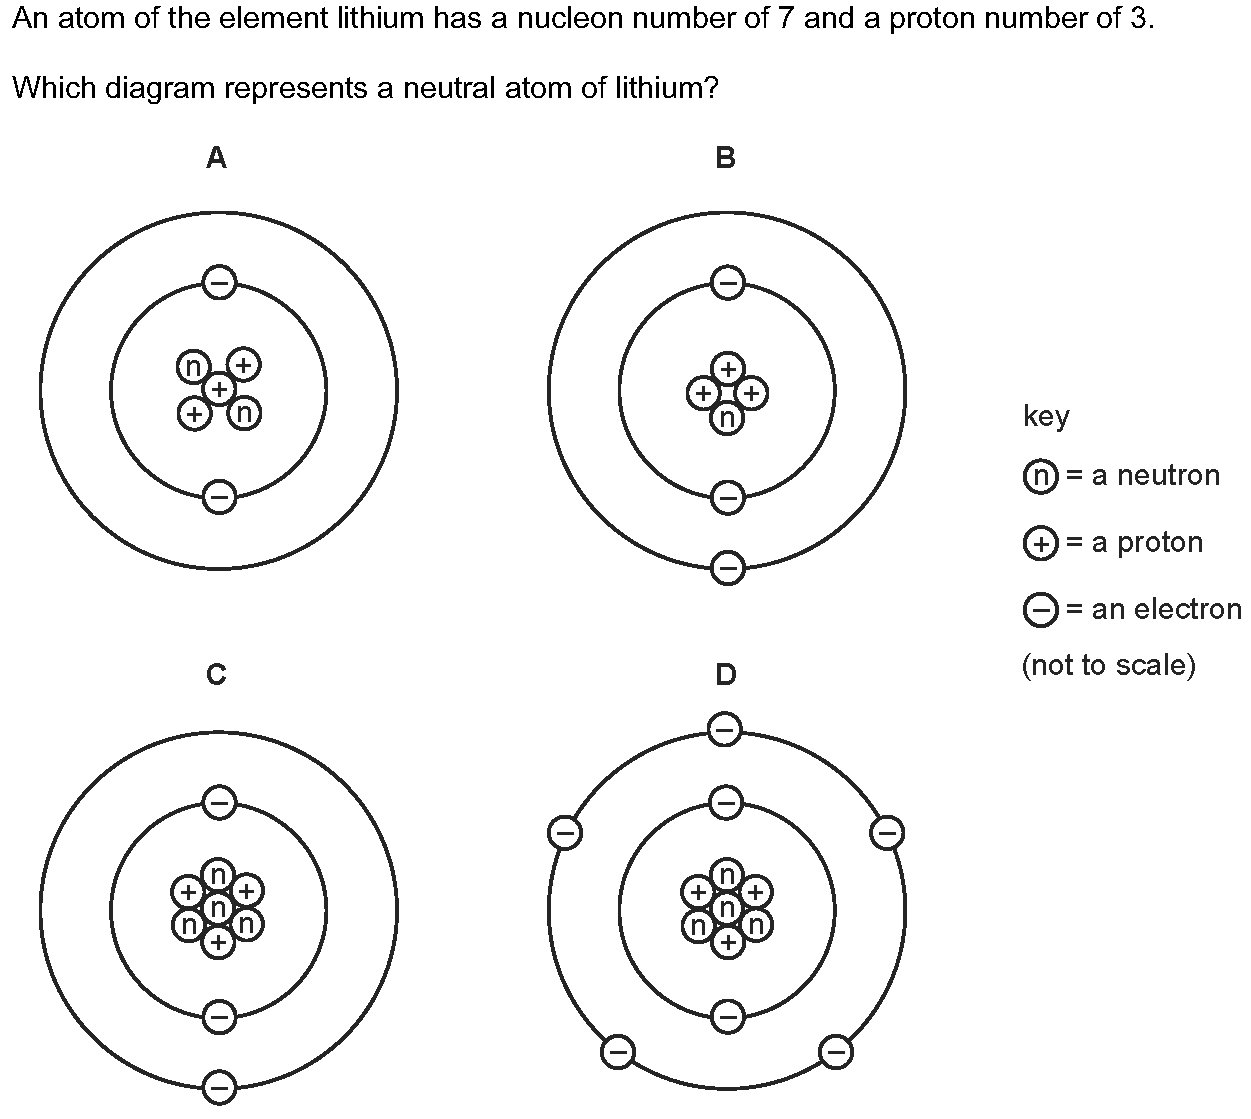 An atom of the element lithium has a nucleon number of 7 and a proton number of 3.
Which diagram represents a neutral atom of lithium?
A
B
−
−
n
+
+
+
n
−
−
+
+
+
n
−
−
−
key
n = a neutron
+ = a proton
− = an electron
(not to scale)
C
D
−
n
+
+
n
n
n
+
−
−
−
−
−
−
n
+
+
n
n
n
+
−
−
−